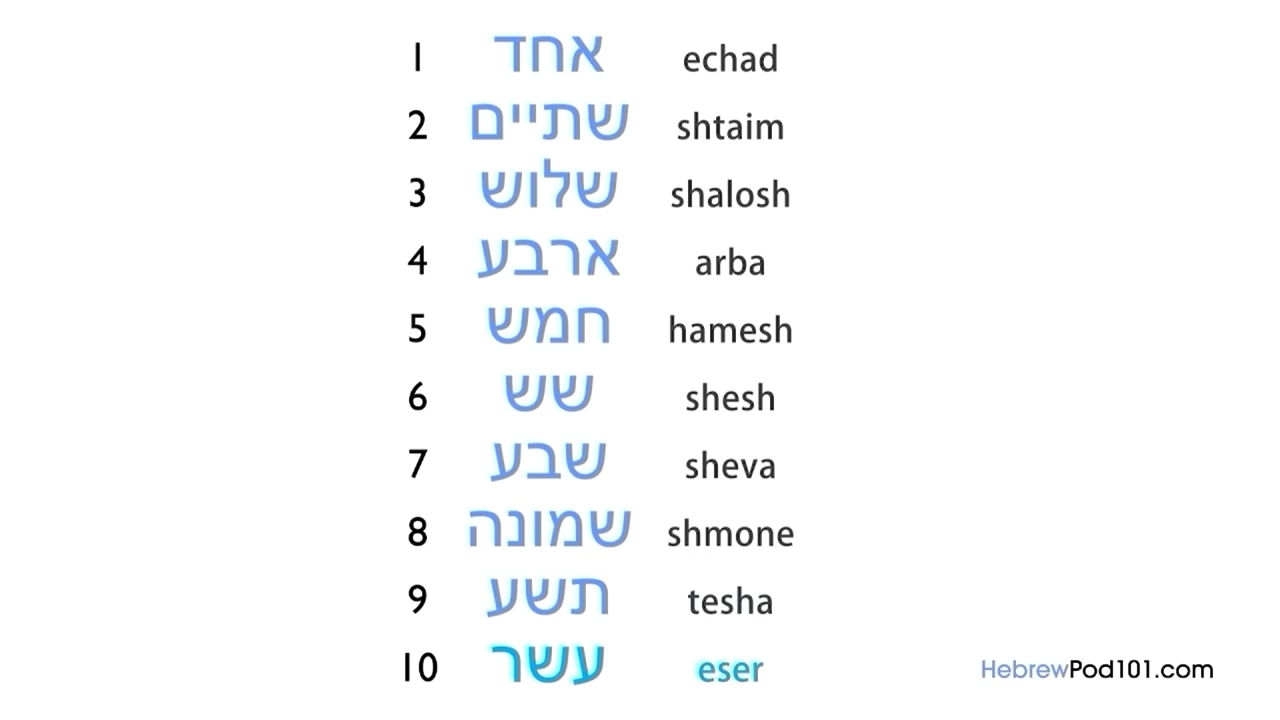 1 אחד echad
2 שתיים shtaim
3 שלוש shalosh
4 ארבע arba
5 חמש hamesh
6 שש shesh
7 שבע sheva
8 שמונה shmone
9 תשע tesha
10 עשר eser
HebrewPod101.com